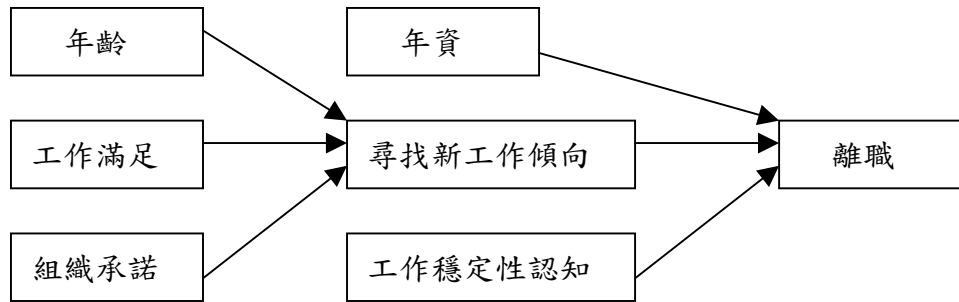 年齡
年資
工作滿足
尋找新工作傾向
離職
組織承諾
工作穩定性認知